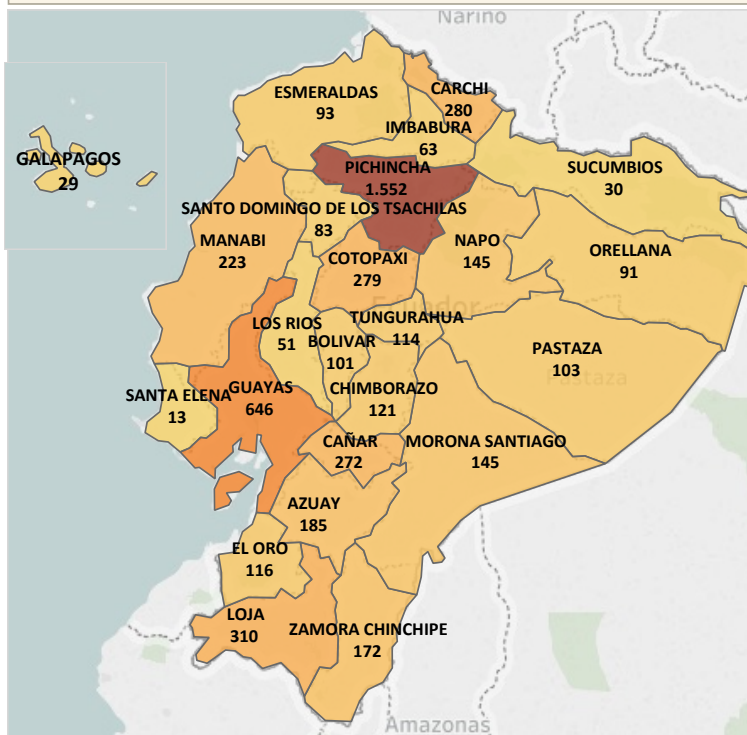 Narino
ESMERALDAS
93
CARCHI
280
IMBABURA
63
GALAPAGOS
29
PICHINCHA
1.552
SUCUMBIOS
30
SANTO DOMINGO DE LOS TSACHILAS
83
MANABI
223
NAPO
145
ORELLANA
91
COTOPAXI
279
Ecuador
LOS RIOS
51
TUNGURAHUA
114
BOLIVAR
101
PASTAZA
103
Pastaza
SANTA ELENA
13
GUAYAS
646
CHIMBORAZO
121
CAÑAR
272
MORONA SANTIAGO
145
AZUAY
185
EL ORO
116
LOJA
310
ZAMORA CHINCHIPE
172
Amazonas